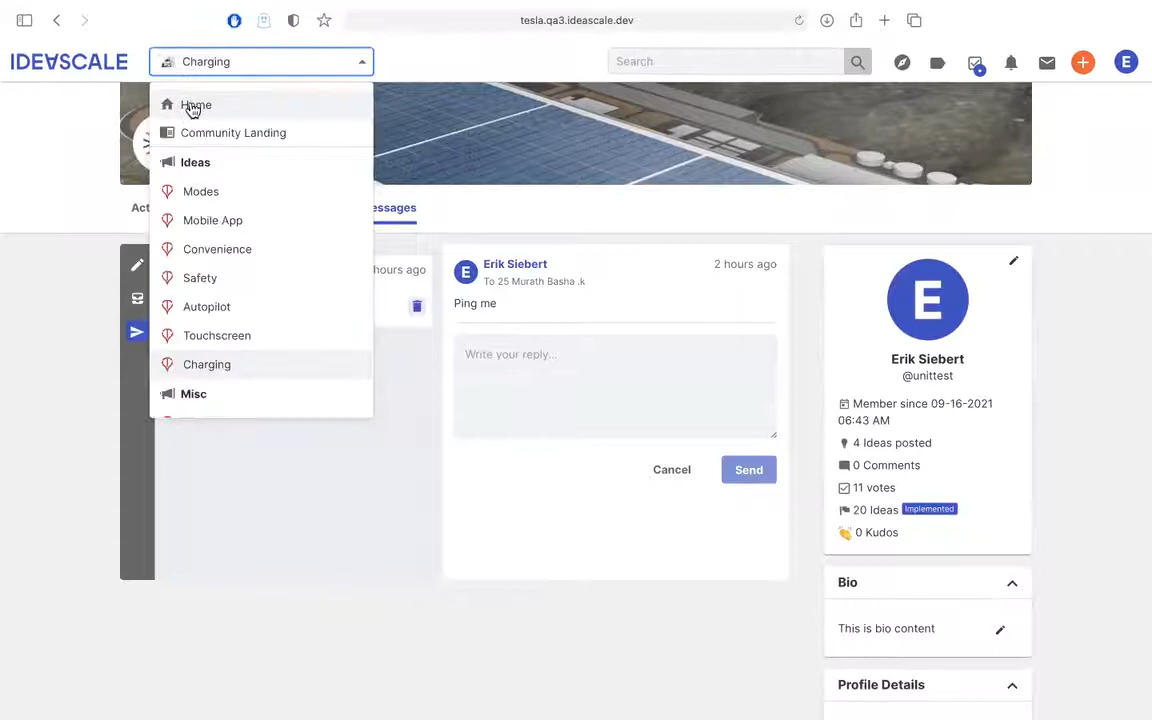 tesla.qa3.ideascale.dev
IDEASCALE
Charging
Search
E
Home
Community Landing
Ideas
Modes
Mobile App
Convenience
Safety
Autopilot
Touchscreen
Charging
Misc
Act
essages
hours ago
E
Erik Siebert
2 hours ago
To 25 Murath Basha .k
Ping me
Write your reply...
Cancel
Send
E
Erik Siebert
@unittest
Member since 09-16-2021
06:43 AM
4 Ideas posted
0 Comments
11 votes
20 Ideas Implemented
0 Kudos
Bio
This is bio content
Profile Details